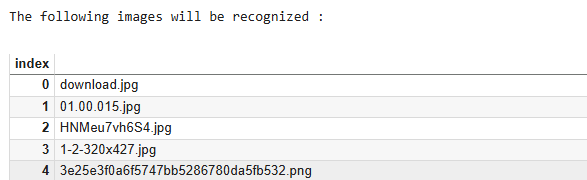 The following images will be recognized :
index
0 download.jpg
1 01.00.015.jpg
2 HNMeu7vh6S4.jpg
3 1-2-320x427.jpg
4 3e25e3f0a6f5747bb5286780da5fb532.png